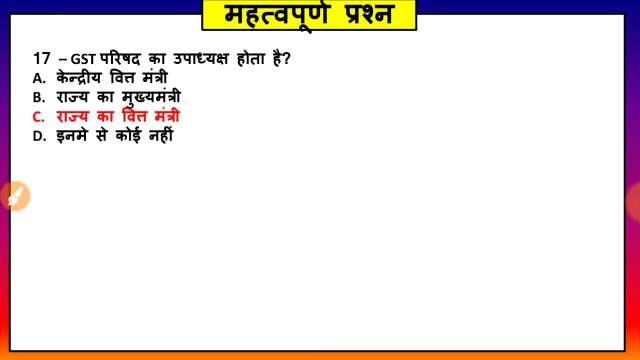 महत्वपूर्ण प्रश्न
17 – GST परिषद का उपाध्यक्ष होता है?
A. केन्द्रीय वित्त मंत्री
B. राज्य का मुख्यमंत्री
C. राज्य का वित्त मंत्री
D. इनमे से कोई नहीं